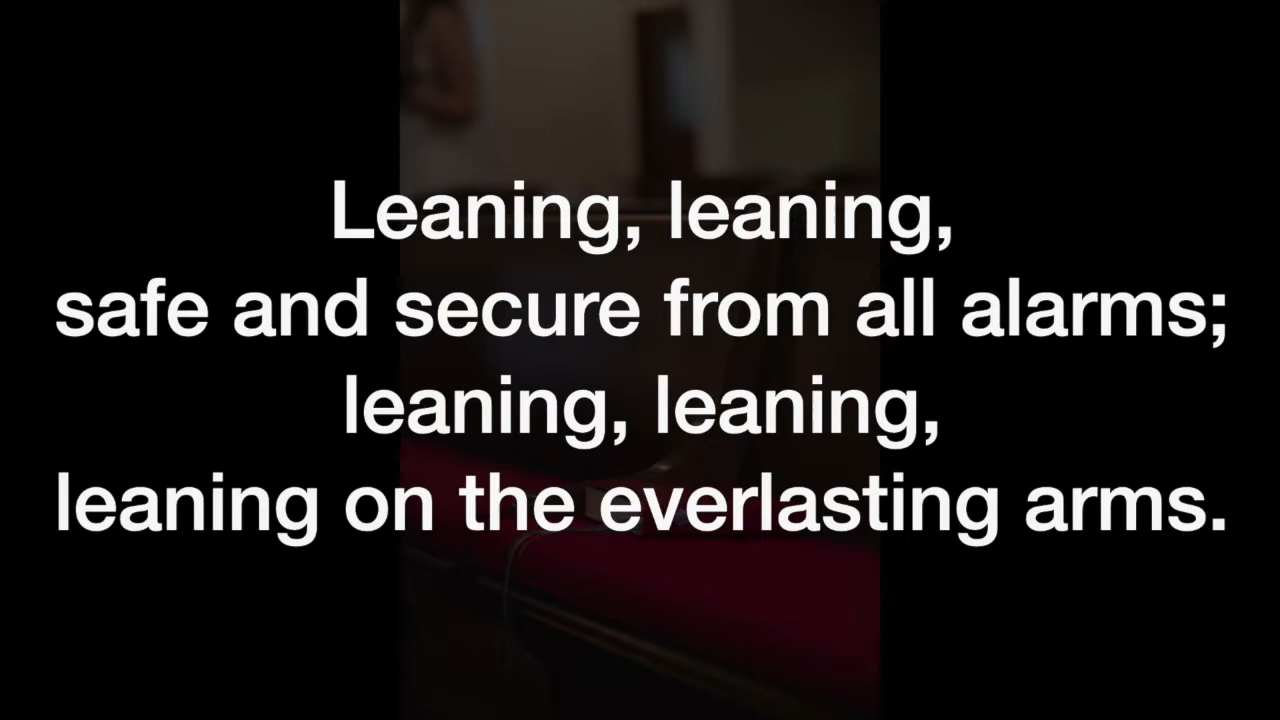 Leaning, leaning,
safe and secure from all alarms;
leaning, leaning,
leaning on the everlasting arms.